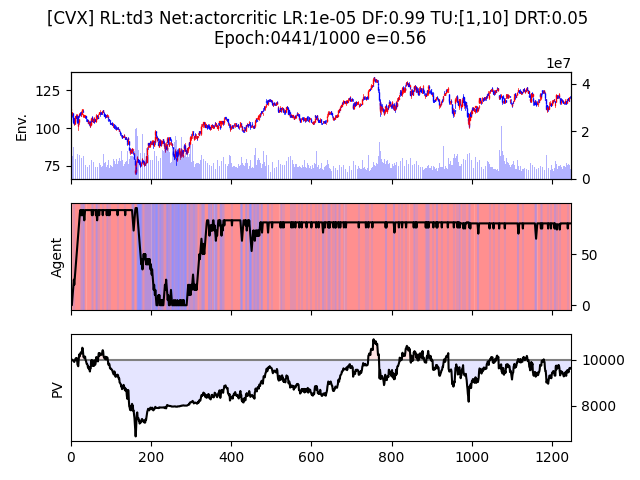 [CVX] RL:td3 Net:actorcritic LR:1e-05 DF:0.99 TU:[1,10] DRT:0.05
Epoch:0441/1000 e=0.56
1e7
Env.
125
100
75
4
2
0
Agent
50
0
PV
10000
8000
0
200
400
600
800
1000
1200